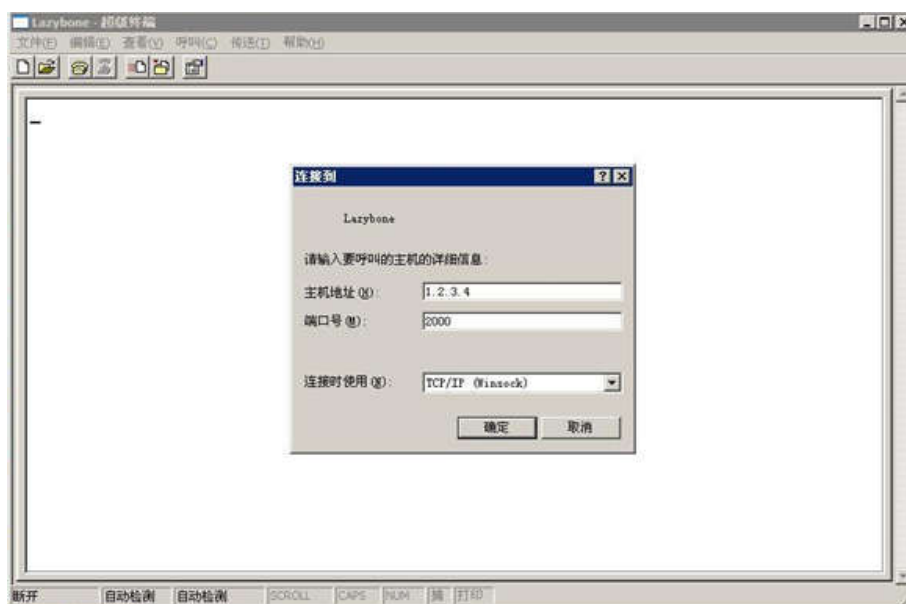 Lazybone - 超级终端
文件(F) 编辑(E) 查看(V) 呼叫(C) 传送(T) 帮助(H)
连接到
Lazybone
请输入要呼叫的主机的详细信息:
主机地址(H): 1.2.3.4
端口号(M): 2000
连接时使用(N): TCP/IP (Winsock)
确定 取消
断开 自动检测 自动检测 SCROLL CAPS NUM 捕 打印